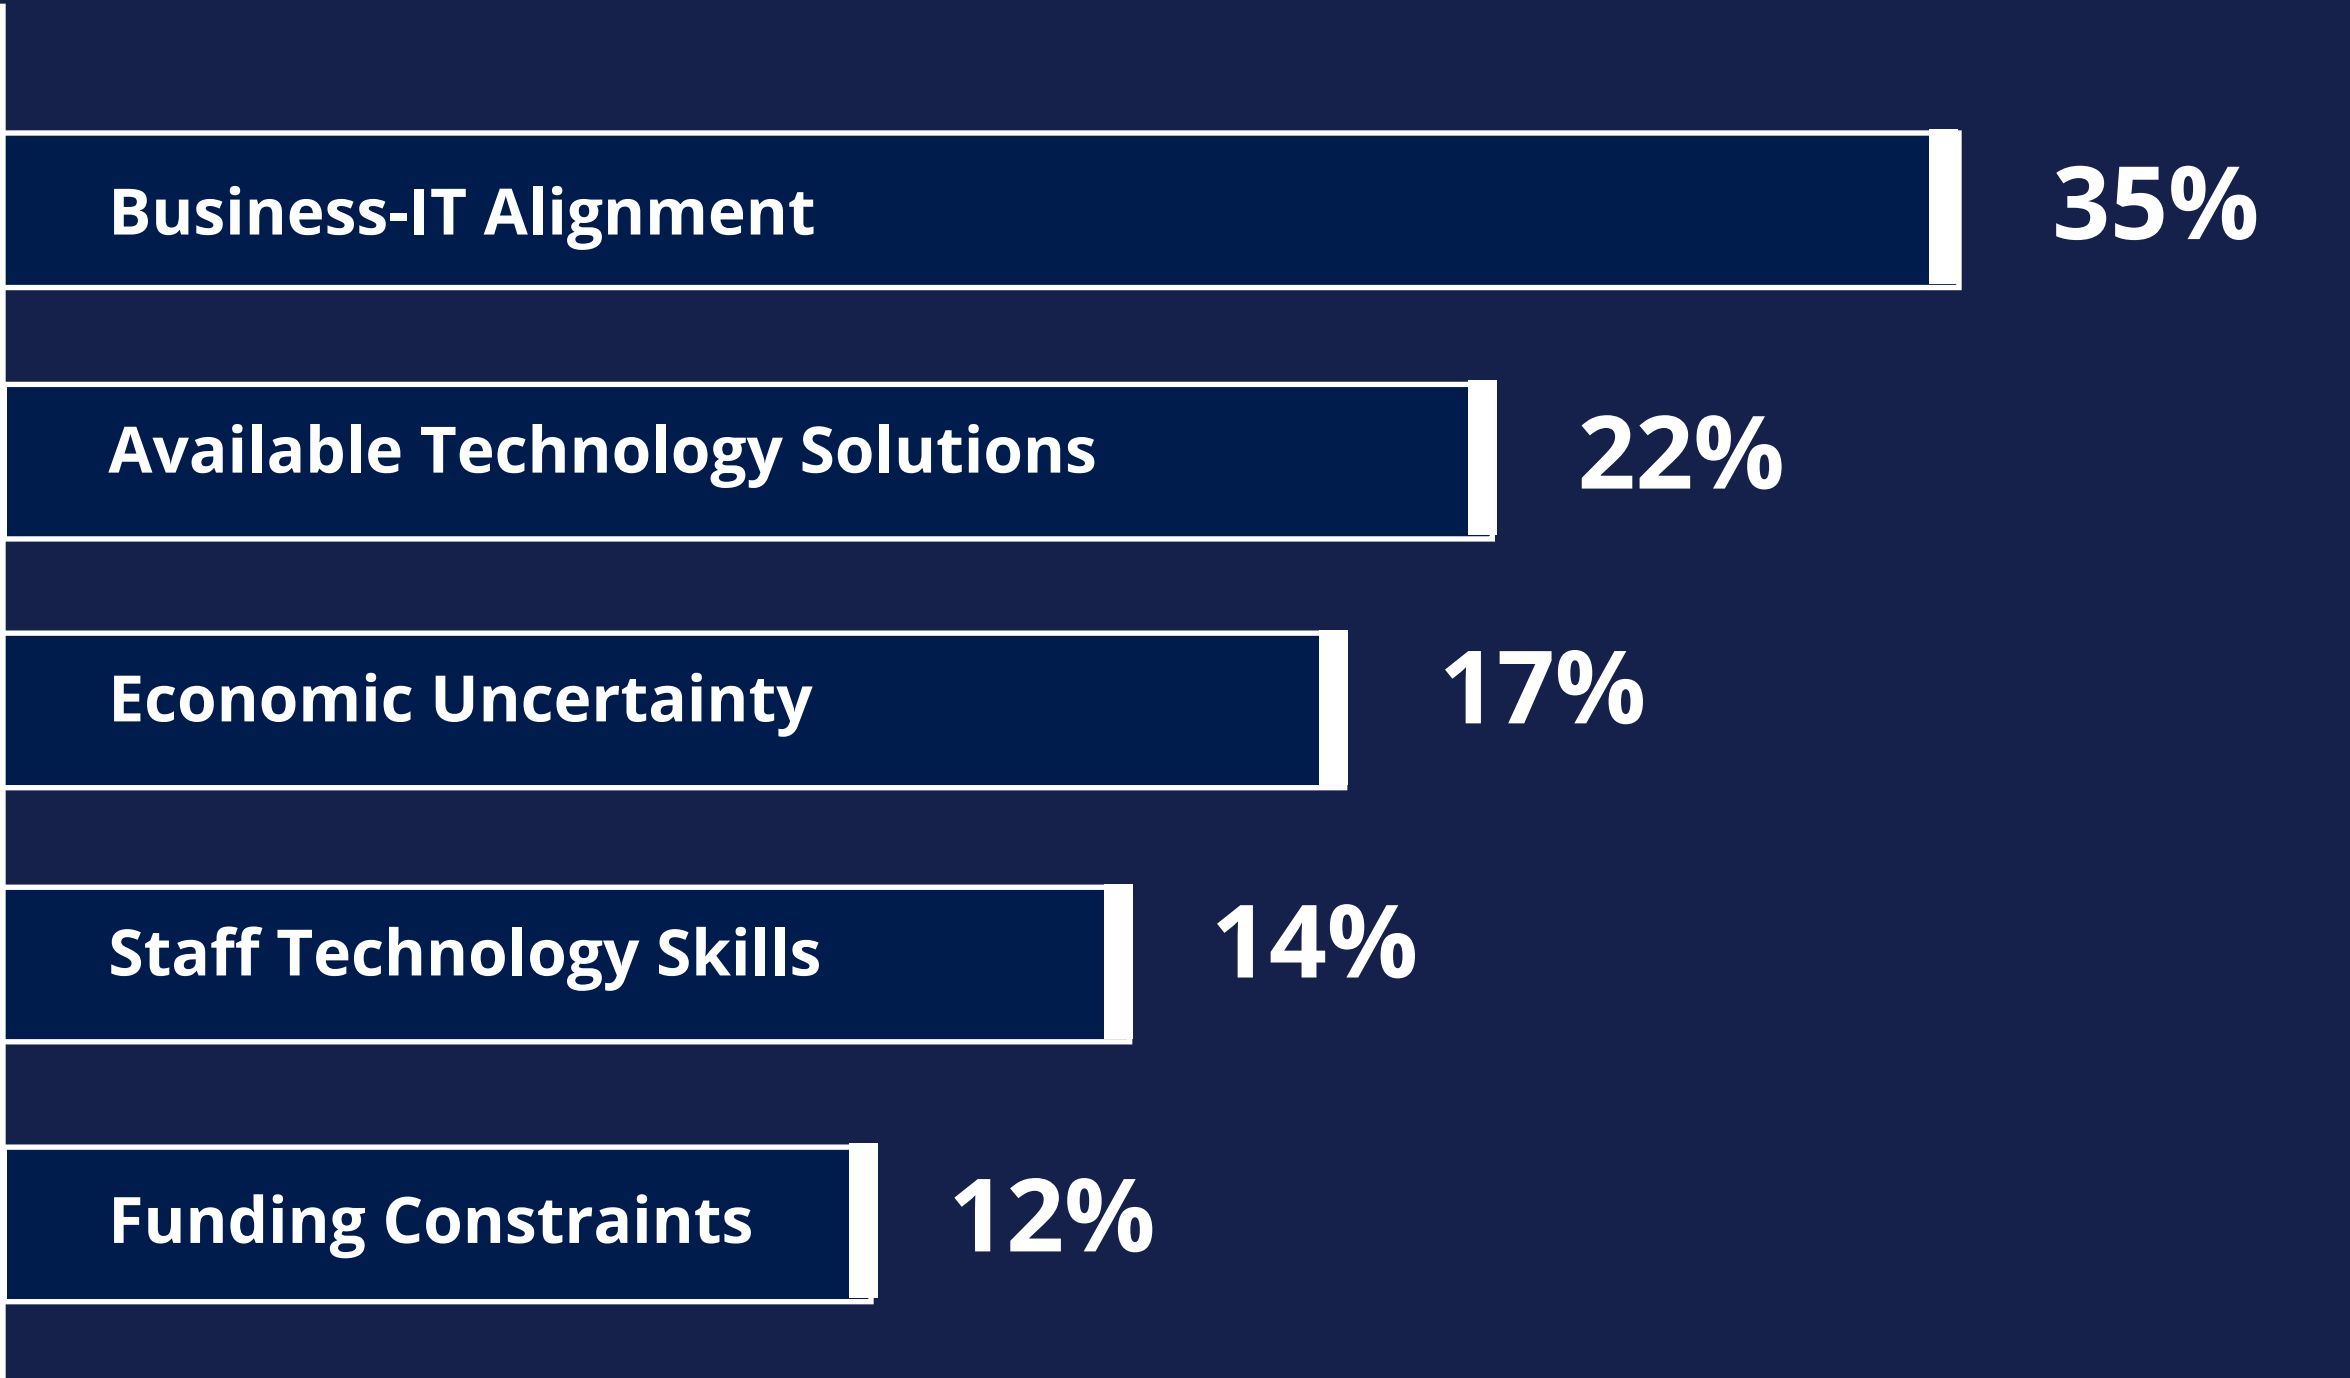 Business-IT Alignment 35%
Available Technology Solutions 22%
Economic Uncertainty 17%
Staff Technology Skills 14%
Funding Constraints 12%